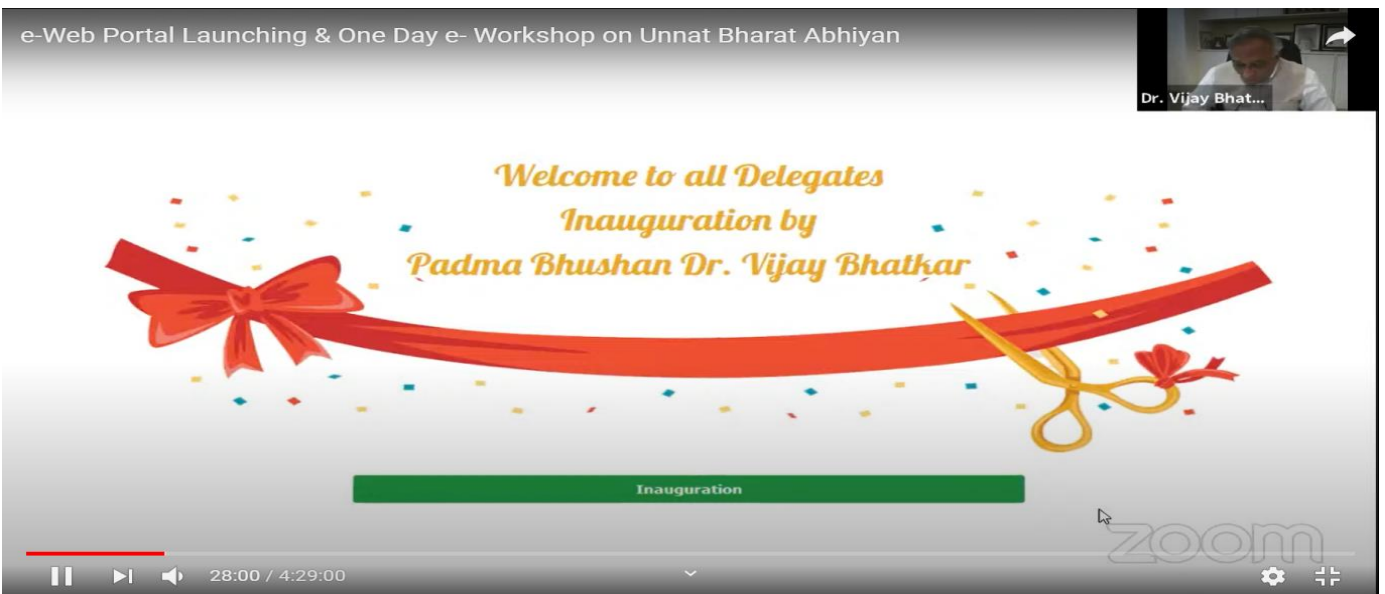 e-Web Portal Launching & One Day e- Workshop on Unnat Bharat Abhiyan
Dr. Vijay Bhat...
Welcome to all Delegates
Inauguration by
Padma Bhushan Dr. Vijay Bhatkar
Inauguration
zoom
28:00 / 4:29:00